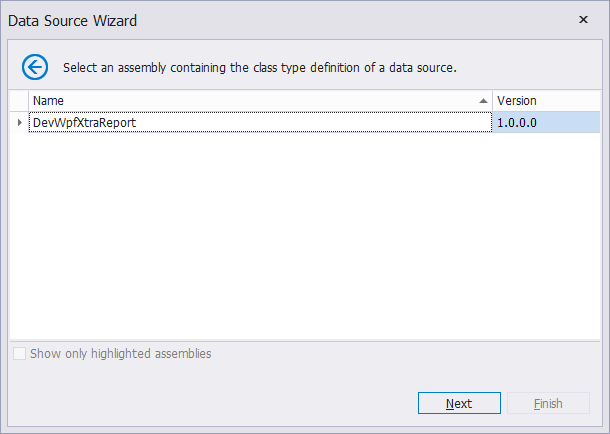 Data Source Wizard
Select an assembly containing the class type definition of a data source.
Name Version
DevWpfXtraReport 1.0.0.0
Show only highlighted assemblies
Next Finish